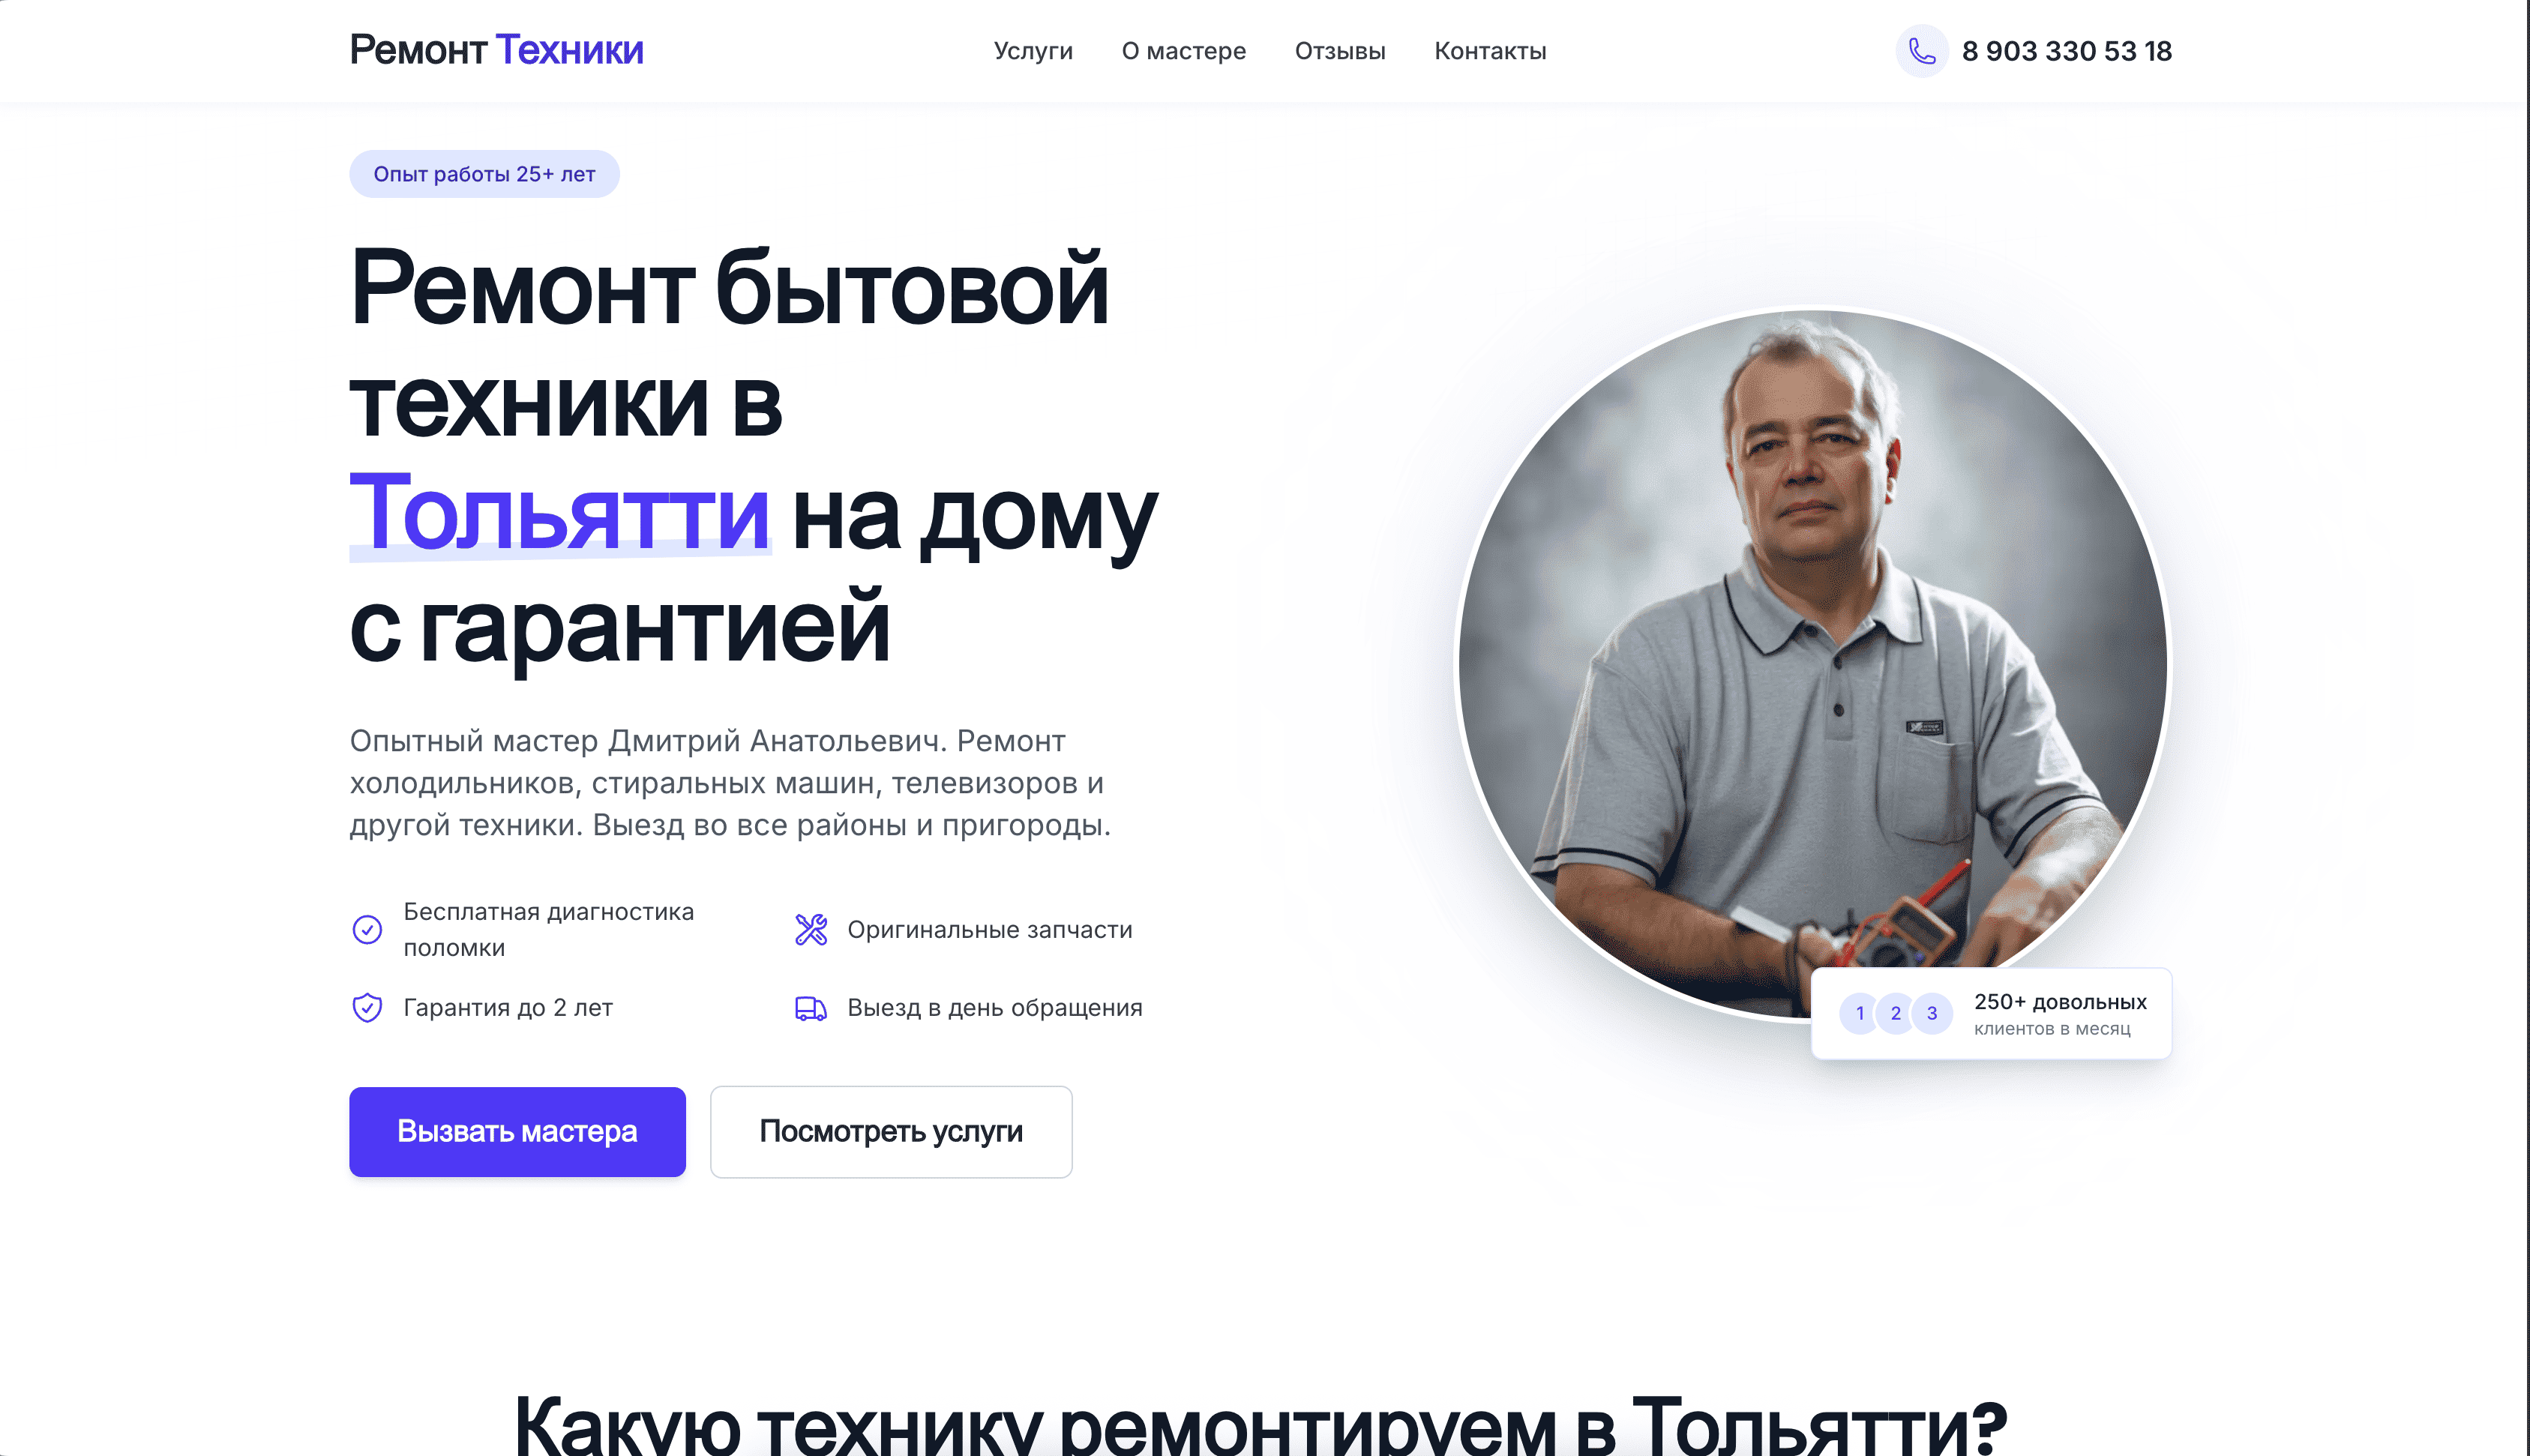 Ремонт Техники
Услуги
О мастере
Отзывы
Контакты
8 903 330 53 18
Опыт работы 25+ лет
Ремонт бытовой
техники в
Тольятти на дому
с гарантией
Опытный мастер Дмитрий Анатольевич. Ремонт
холодильников, стиральных машин, телевизоров и
другой техники. Выезд во все районы и пригороды.
Бесплатная диагностика
поломки
Оригинальные запчасти
Гарантия до 2 лет
Выезд в день обращения
Вызвать мастера
Посмотреть услуги
1 2 3
250+ довольных
клиентов в месяц
Какую технику ремонтируем в Тольятти?